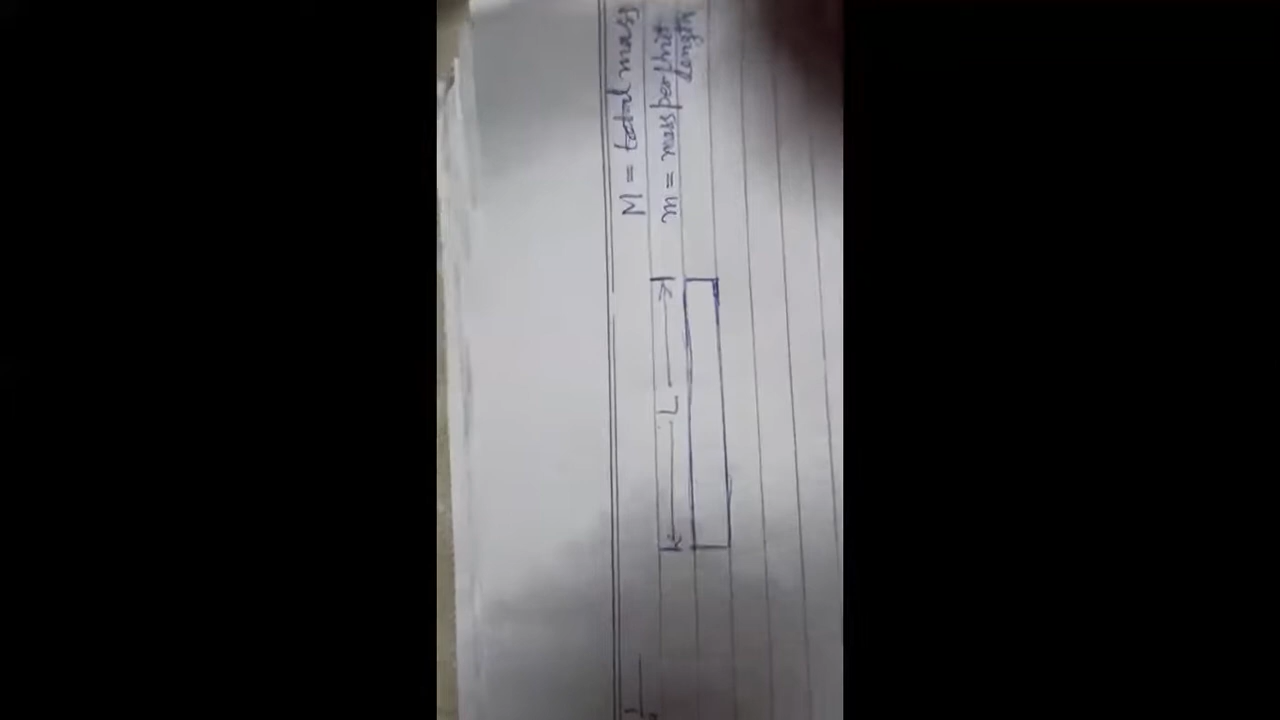 M = total mass
m = mass per unit
length
L